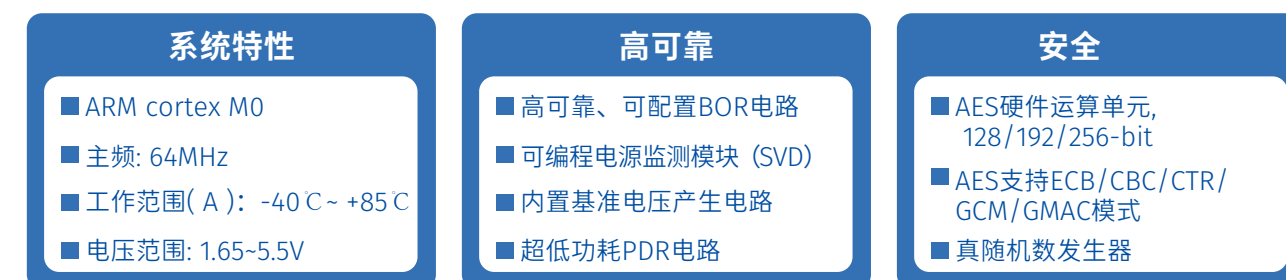 系统特性
ARM cortex M0
主频: 64MHz
工作范围( A ): -40℃~ +85℃
电压范围: 1.65~5.5V
高可靠
高可靠、可配置BOR电路
可编程电源监测模块 (SVD)
内置基准电压产生电路
超低功耗PDR电路
安全
AES硬件运算单元,
128/192/256-bit
AES支持ECB/CBC/CTR/
GCM/GMAC模式
真随机数发生器